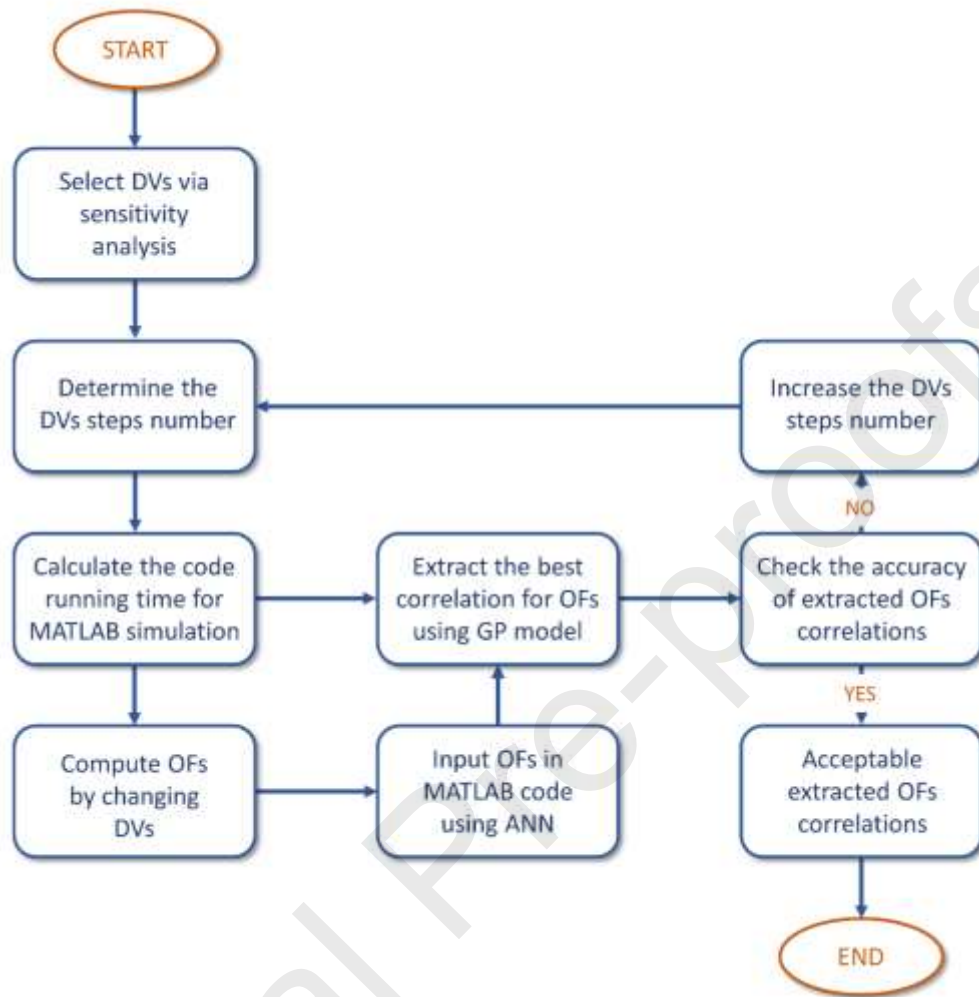 START
Select DVs via
sensitivity
analysis
Determine the
DVs steps number
Increase the DVs
steps number
NO
Calculate the code
running time for
MATLAB simulation
Extract the best
correlation for OFs
using GP model
Check the accuracy
of extracted OFs
correlations
YES
Compute OFs
by changing
DVs
Input OFs in
MATLAB code
using ANN
Acceptable
extracted OFs
correlations
END
al Pre-proofs